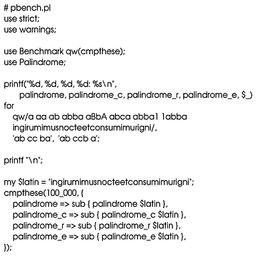 # pbench.pl
use strict;
use warnings;

use Benchmark qw(cmpthese);
use Palindrome;

printf("%d, %d, %d, %d: %s\n",
palindrome, palindrome_c, palindrome_r, palindrome_e, $_)
for
qw/a aa ab abba aBbA abca abba1 1abba
ingirumimusnocteetconsumimurigni/,
'ab cc ba', 'ab ccb a';

printf "\n";

my $latin = 'ingirumimusnocteetconsumimurigni';
cmpthese(100_000, {
palindrome => sub { palindrome $latin },
palindrome_c => sub { palindrome_c $latin },
palindrome_r => sub { palindrome_r $latin },
palindrome_e => sub { palindrome_e $latin },
});